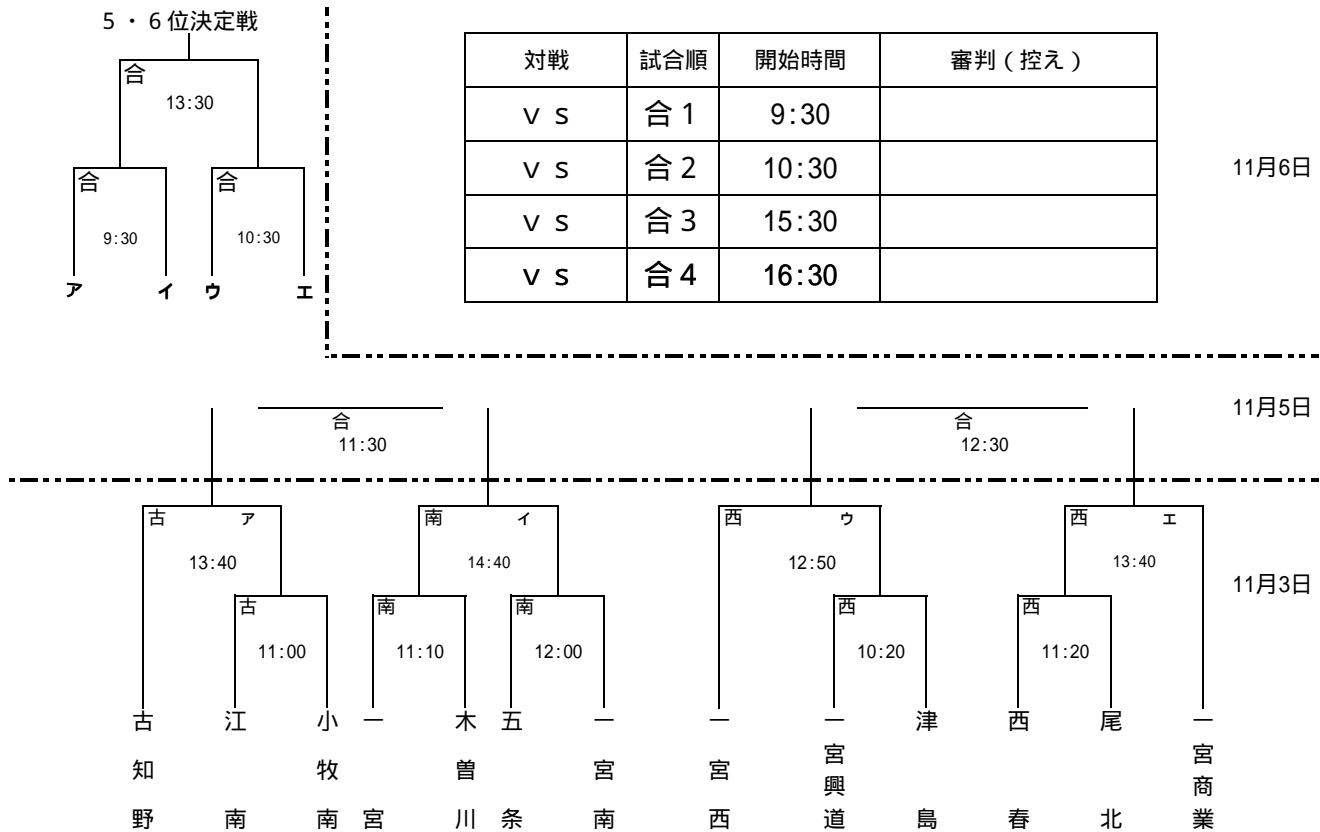 5・6位決定戦
合
13:30
合
9:30
合
10:30
ア イ ウ エ
対戦 試合順 開始時間 審判(控え)
vs 合1 9:30
vs 合2 10:30
vs 合3 15:30
vs 合4 16:30
11月6日
合
11:30
合
12:30
11月5日
古 ア
13:40
南 イ
14:40
西 ウ
12:50
西 エ
13:40
11月3日
古
11:00
南
11:10
南
12:00
西
10:20
西
11:20
古知野
江南
小牧南
一宮
木曽川
五条
一宮南
一宮西
一宮興道
津島
西春
尾北
一宮商業